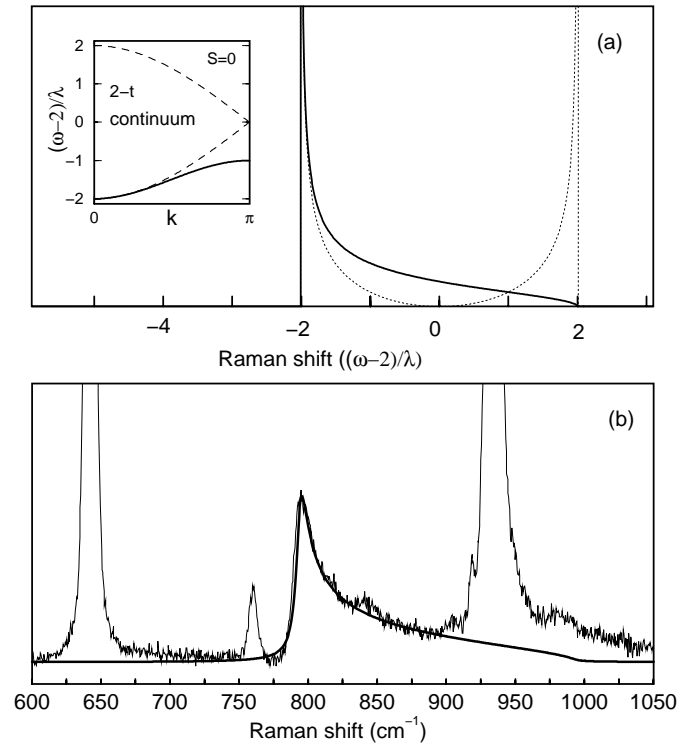 (a)
S=0
2−t
continuum
(ω−2)/λ
2
1
0
−1
−2
0
k
π
−4
−2
0
2
Raman shift ((ω−2)/λ)
(b)
600
650
700
750
800
850
900
950
1000
1050
Raman shift (cm⁻¹)